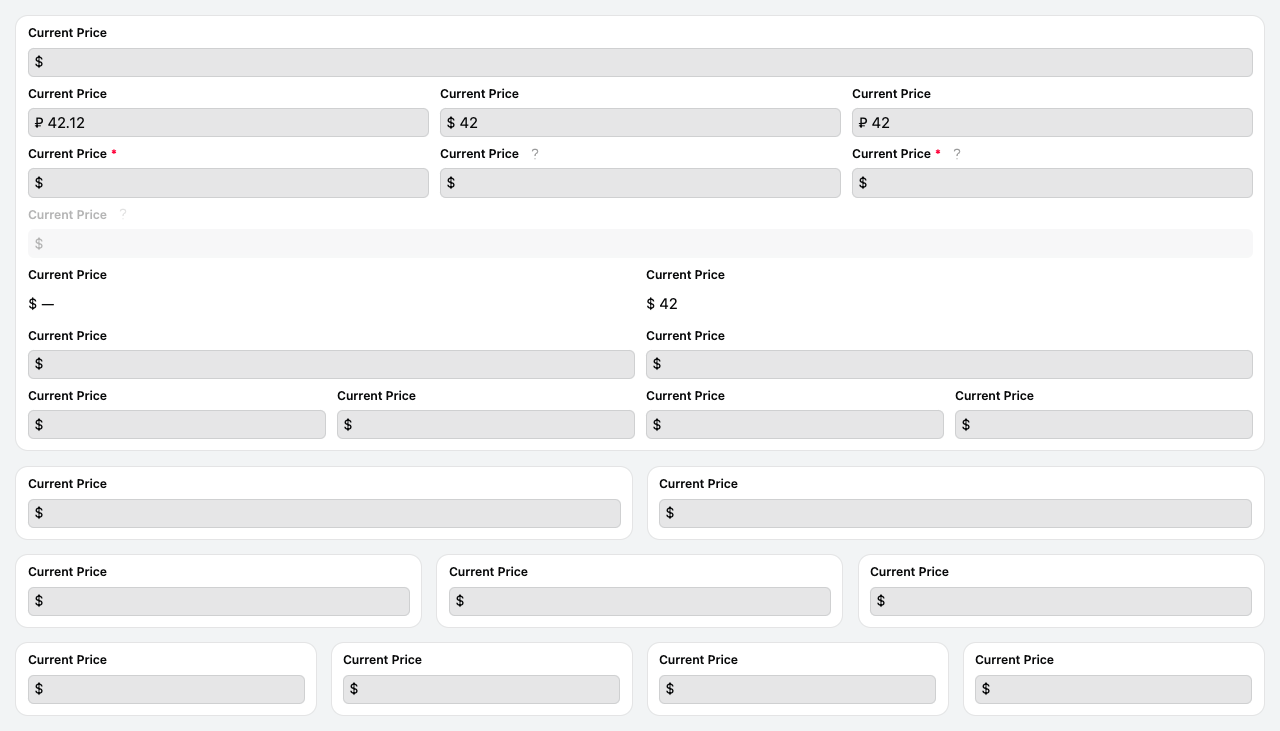 Current Price
$
Current Price Current Price Current Price
₽ 42.12 $ 42 ₽ 42
Current Price * Current Price ? Current Price * ?
$ $ $
Current Price ?
$
Current Price Current Price
$ — $ 42
Current Price Current Price
$ $
Current Price Current Price Current Price Current Price
$ $ $ $
Current Price Current Price
$ $
Current Price Current Price Current Price
$ $ $
Current Price Current Price Current Price Current Price
$ $ $ $